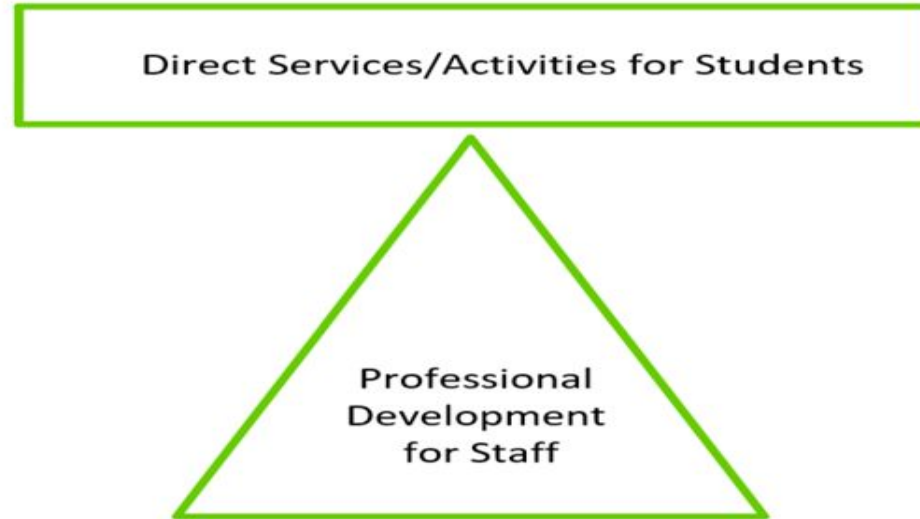 Direct Services/Activities for Students
Professional
Development
for Staff